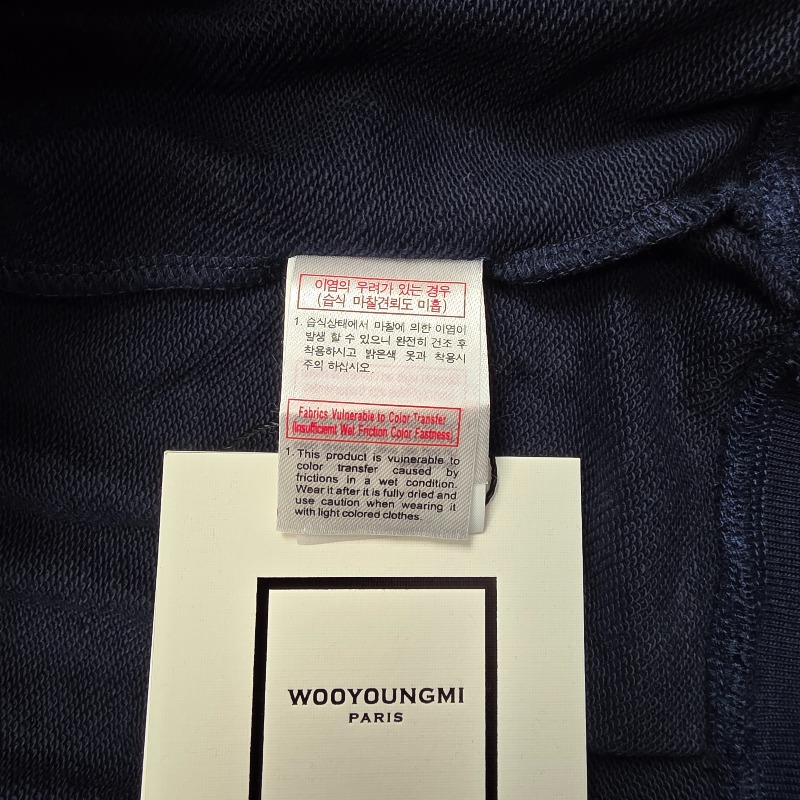 이염의 우려가 있는 경우
(습식 마찰견뢰도 미흡)
1. 습식상태에서 마찰에 의한 이염이
발생 할 수 있으니 완전히 건조 후
착용하시고 밝은색 옷과 착용시
주의 하십시오.
Fabrics Vulnerable to Color Transfer
(Insufficient Wet Friction Color Fastness)
1. This product is vulnerable to
color transfer caused by
frictions in a wet condition.
Wear it after it is fully dried and
use caution when wearing it
with light colored clothes.
WOOYOUNGMI
PARIS